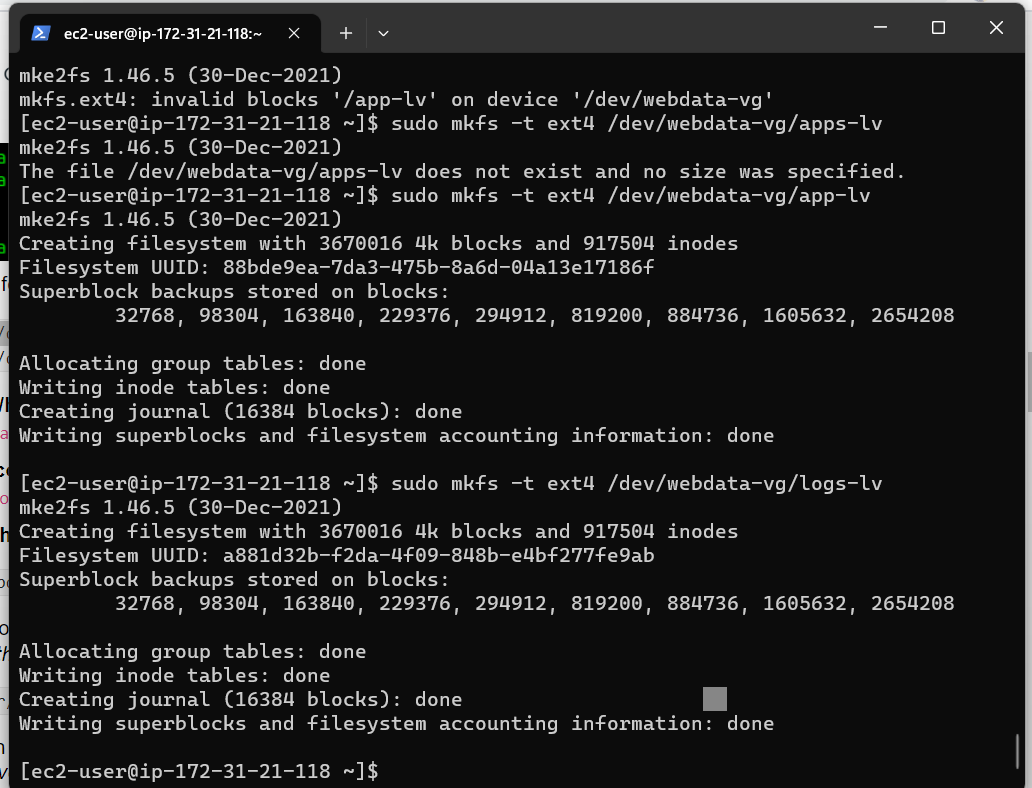 ec2-user@ip-172-31-21-118:~
mke2fs 1.46.5 (30-Dec-2021)
mkfs.ext4: invalid blocks '/app-lv' on device '/dev/webdata-vg'
[ec2-user@ip-172-31-21-118 ~]$ sudo mkfs -t ext4 /dev/webdata-vg/apps-lv
mke2fs 1.46.5 (30-Dec-2021)
The file /dev/webdata-vg/apps-lv does not exist and no size was specified.
[ec2-user@ip-172-31-21-118 ~]$ sudo mkfs -t ext4 /dev/webdata-vg/app-lv
mke2fs 1.46.5 (30-Dec-2021)
Creating filesystem with 3670016 4k blocks and 917504 inodes
Filesystem UUID: 88bde9ea-7da3-475b-8a6d-04a13e17186f
Superblock backups stored on blocks:
32768, 98304, 163840, 229376, 294912, 819200, 884736, 1605632, 2654208
Allocating group tables: done
Writing inode tables: done
Creating journal (16384 blocks): done
Writing superblocks and filesystem accounting information: done
[ec2-user@ip-172-31-21-118 ~]$ sudo mkfs -t ext4 /dev/webdata-vg/logs-lv
mke2fs 1.46.5 (30-Dec-2021)
Creating filesystem with 3670016 4k blocks and 917504 inodes
Filesystem UUID: a881d32b-f2da-4f09-848b-e4bf277fe9ab
Superblock backups stored on blocks:
32768, 98304, 163840, 229376, 294912, 819200, 884736, 1605632, 2654208
Allocating group tables: done
Writing inode tables: done
Creating journal (16384 blocks): done
Writing superblocks and filesystem accounting information: done
[ec2-user@ip-172-31-21-118 ~]$